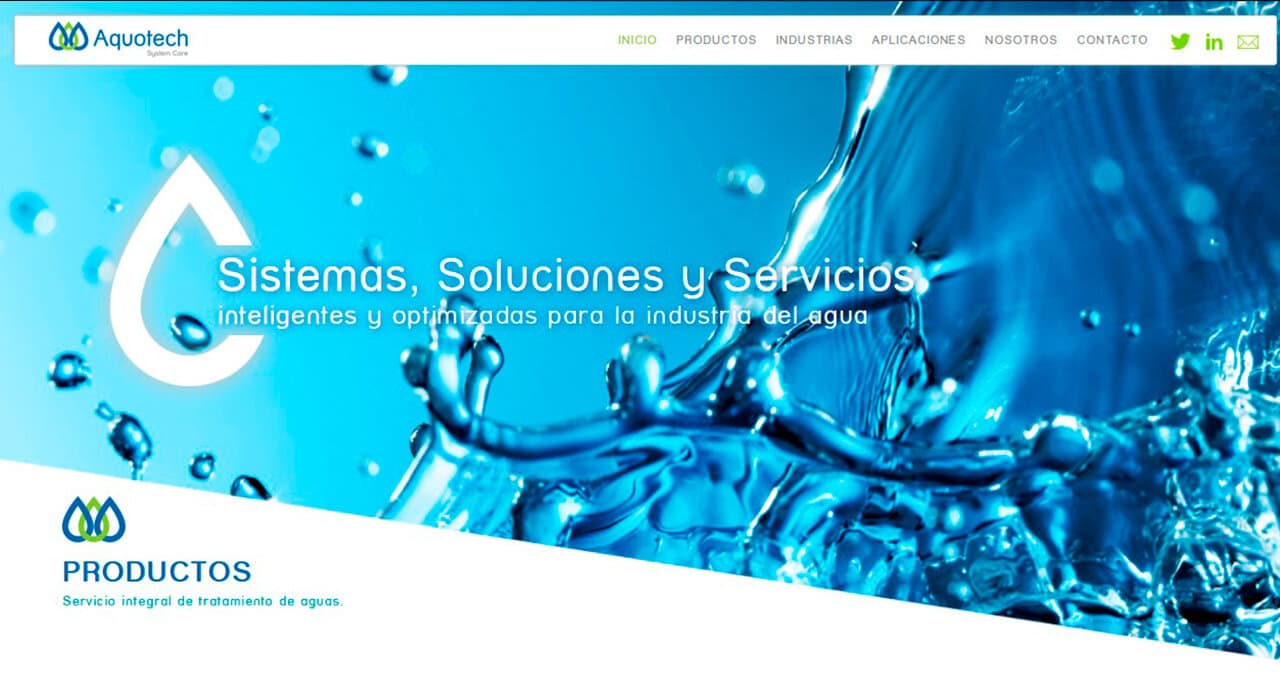 Aquotech
System Care
INICIO PRODUCTOS INDUSTRIAS APLICACIONES NOSOTROS CONTACTO
Sistemas, Soluciones y Servicios
inteligentes y optimizadas para la industria del agua
PRODUCTOS
Servicio integral de tratamiento de aguas.